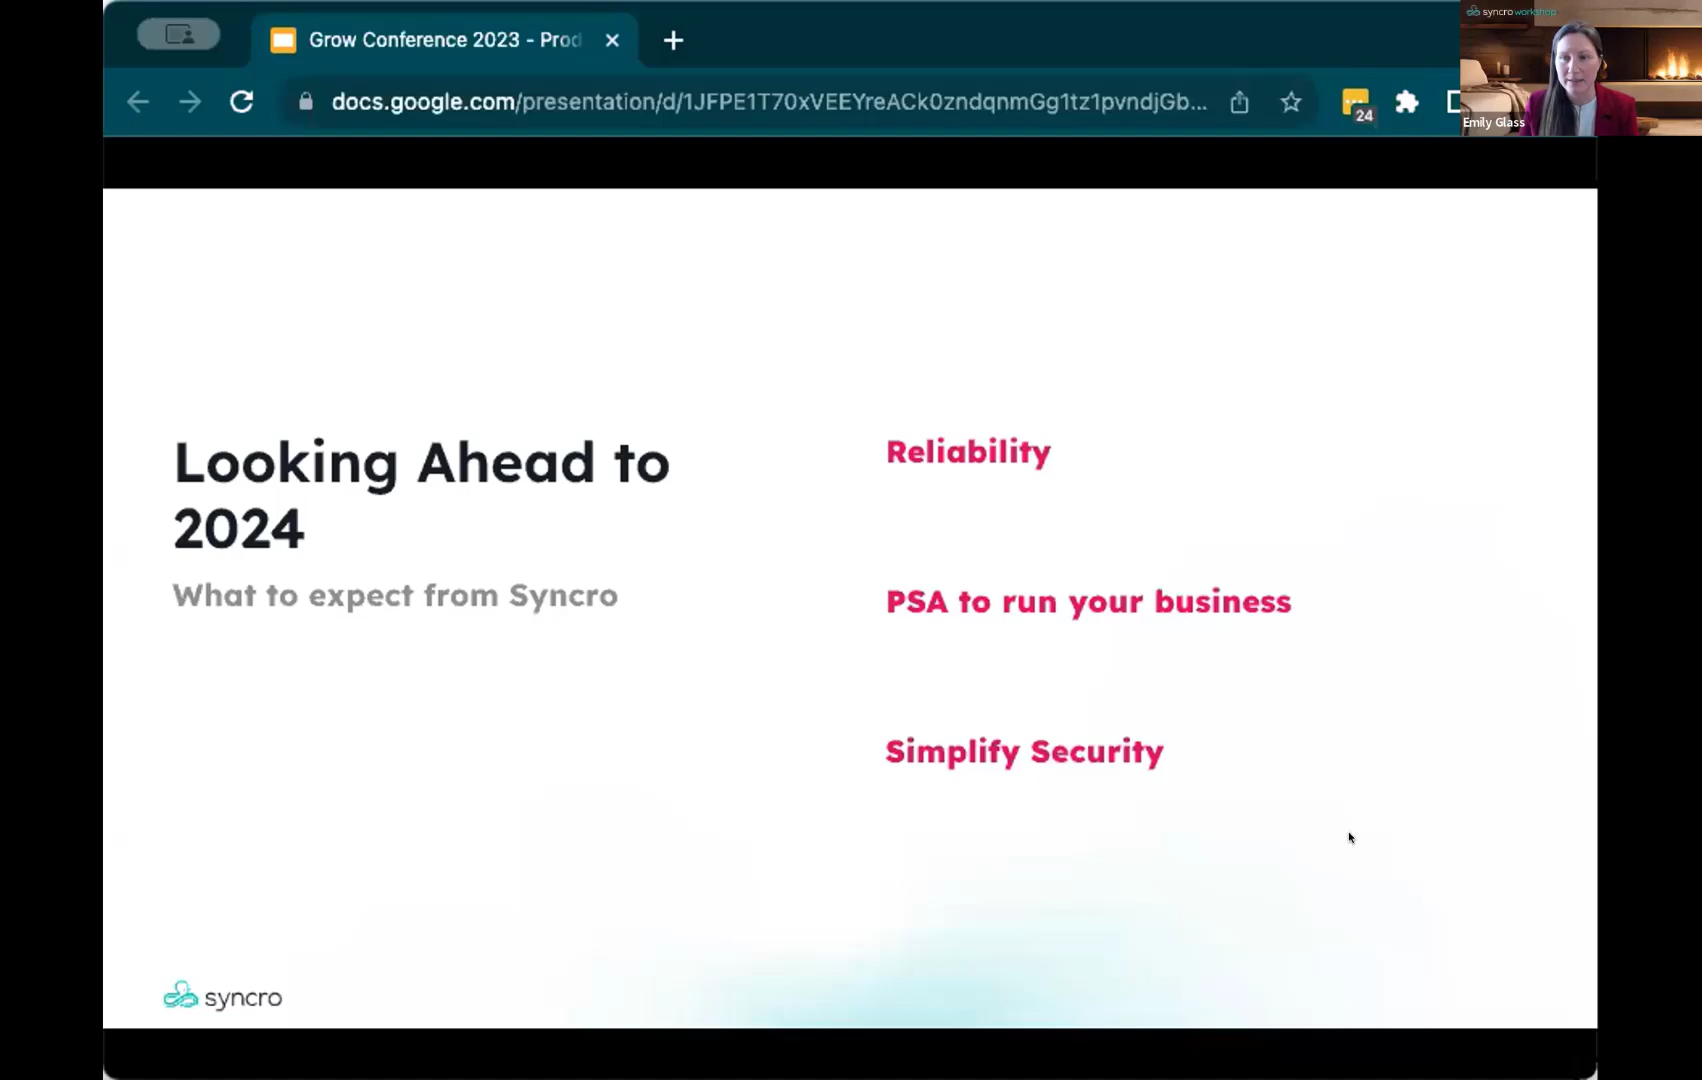 Grow Conference 2023 - Prod
docs.google.com/presentation/d/1JFPE1T70xVEEYreACk0zndqnmGg1tz1pvndjGb...
24
syncro workshop
Emily Glass
Looking Ahead to
2024
What to expect from Syncro
Reliability
PSA to run your business
Simplify Security
syncro